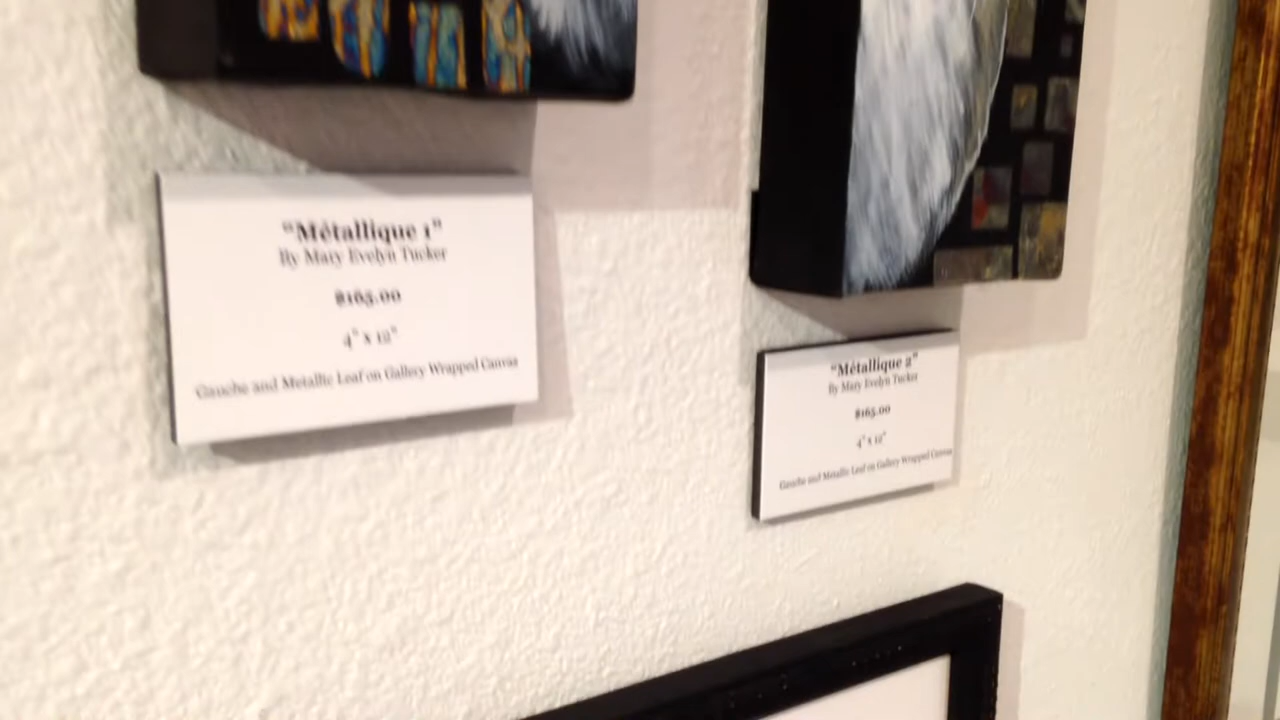 "Métallique 1"
By Mary Evelyn Tucker
$165.00
4" x 12"
Gauche and Metallic Leaf on Gallery Wrapped Canvas
"Métallique 2"
By Mary Evelyn Tucker
$165.00
4" x 12"
Gauche and Metallic Leaf on Gallery Wrapped Canvas